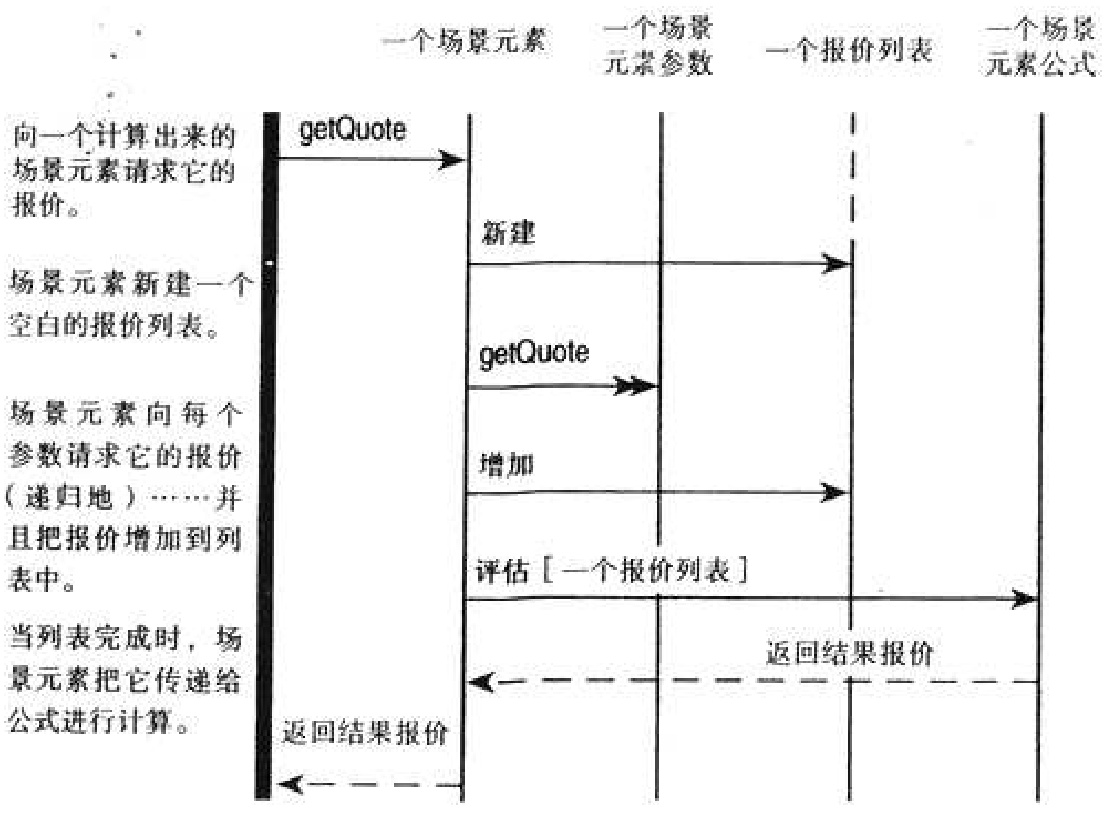 一个场景元素
一个场景
元素参数
一个报价列表
一个场景
元素公式
向一个计算出来的
场景元素请求它的
报价。
getQuote
新建
场景元素新建一个
空白的报价列表。
getQuote
场景元素向每个
参数请求它的报价
(递归地)……并
且把报价增加到列
表中。
增加
评估［一个报价列表］
当列表完成时，场
景元素把它传递给
公式进行计算。
返回结果报价
返回结果报价